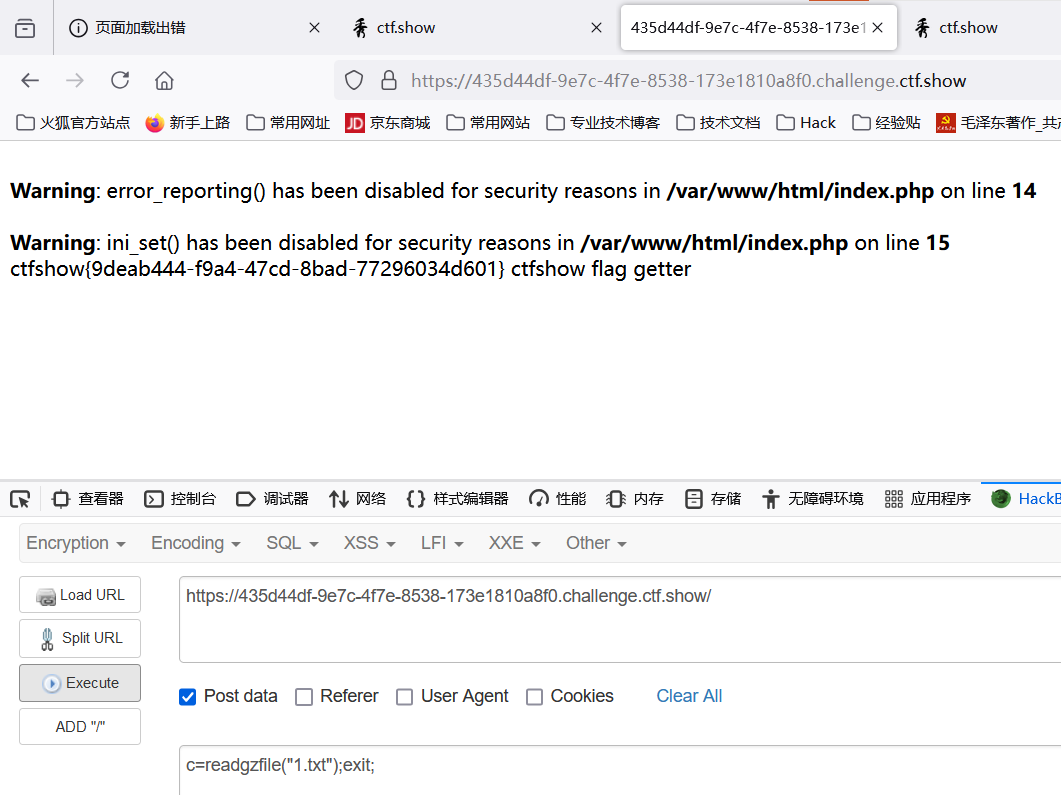 页面加载出错
ctf.show
435d44df-9e7c-4f7e-8538-173e1
ctf.show
https://435d44df-9e7c-4f7e-8538-173e1810a8f0.challenge.ctf.show
火狐官方站点 新手上路 常用网址 JD 京东商城 常用网站 专业技术博客 技术文档 Hack 经验贴 毛泽东著作_共
Warning: error_reporting() has been disabled for security reasons in /var/www/html/index.php on line 14
Warning: ini_set() has been disabled for security reasons in /var/www/html/index.php on line 15
ctfshow{9deab444-f9a4-47cd-8bad-77296034d601} ctfshow flag getter
查看器 控制台 调试器 网络 样式编辑器 性能 内存 存储 无障碍环境 应用程序 HackB
Encryption Encoding SQL XSS LFI XXE Other
Load URL
https://435d44df-9e7c-4f7e-8538-173e1810a8f0.challenge.ctf.show/
Split URL
Execute
Post data Referer User Agent Cookies Clear All
ADD "/"
c=readgzfile("1.txt");exit;